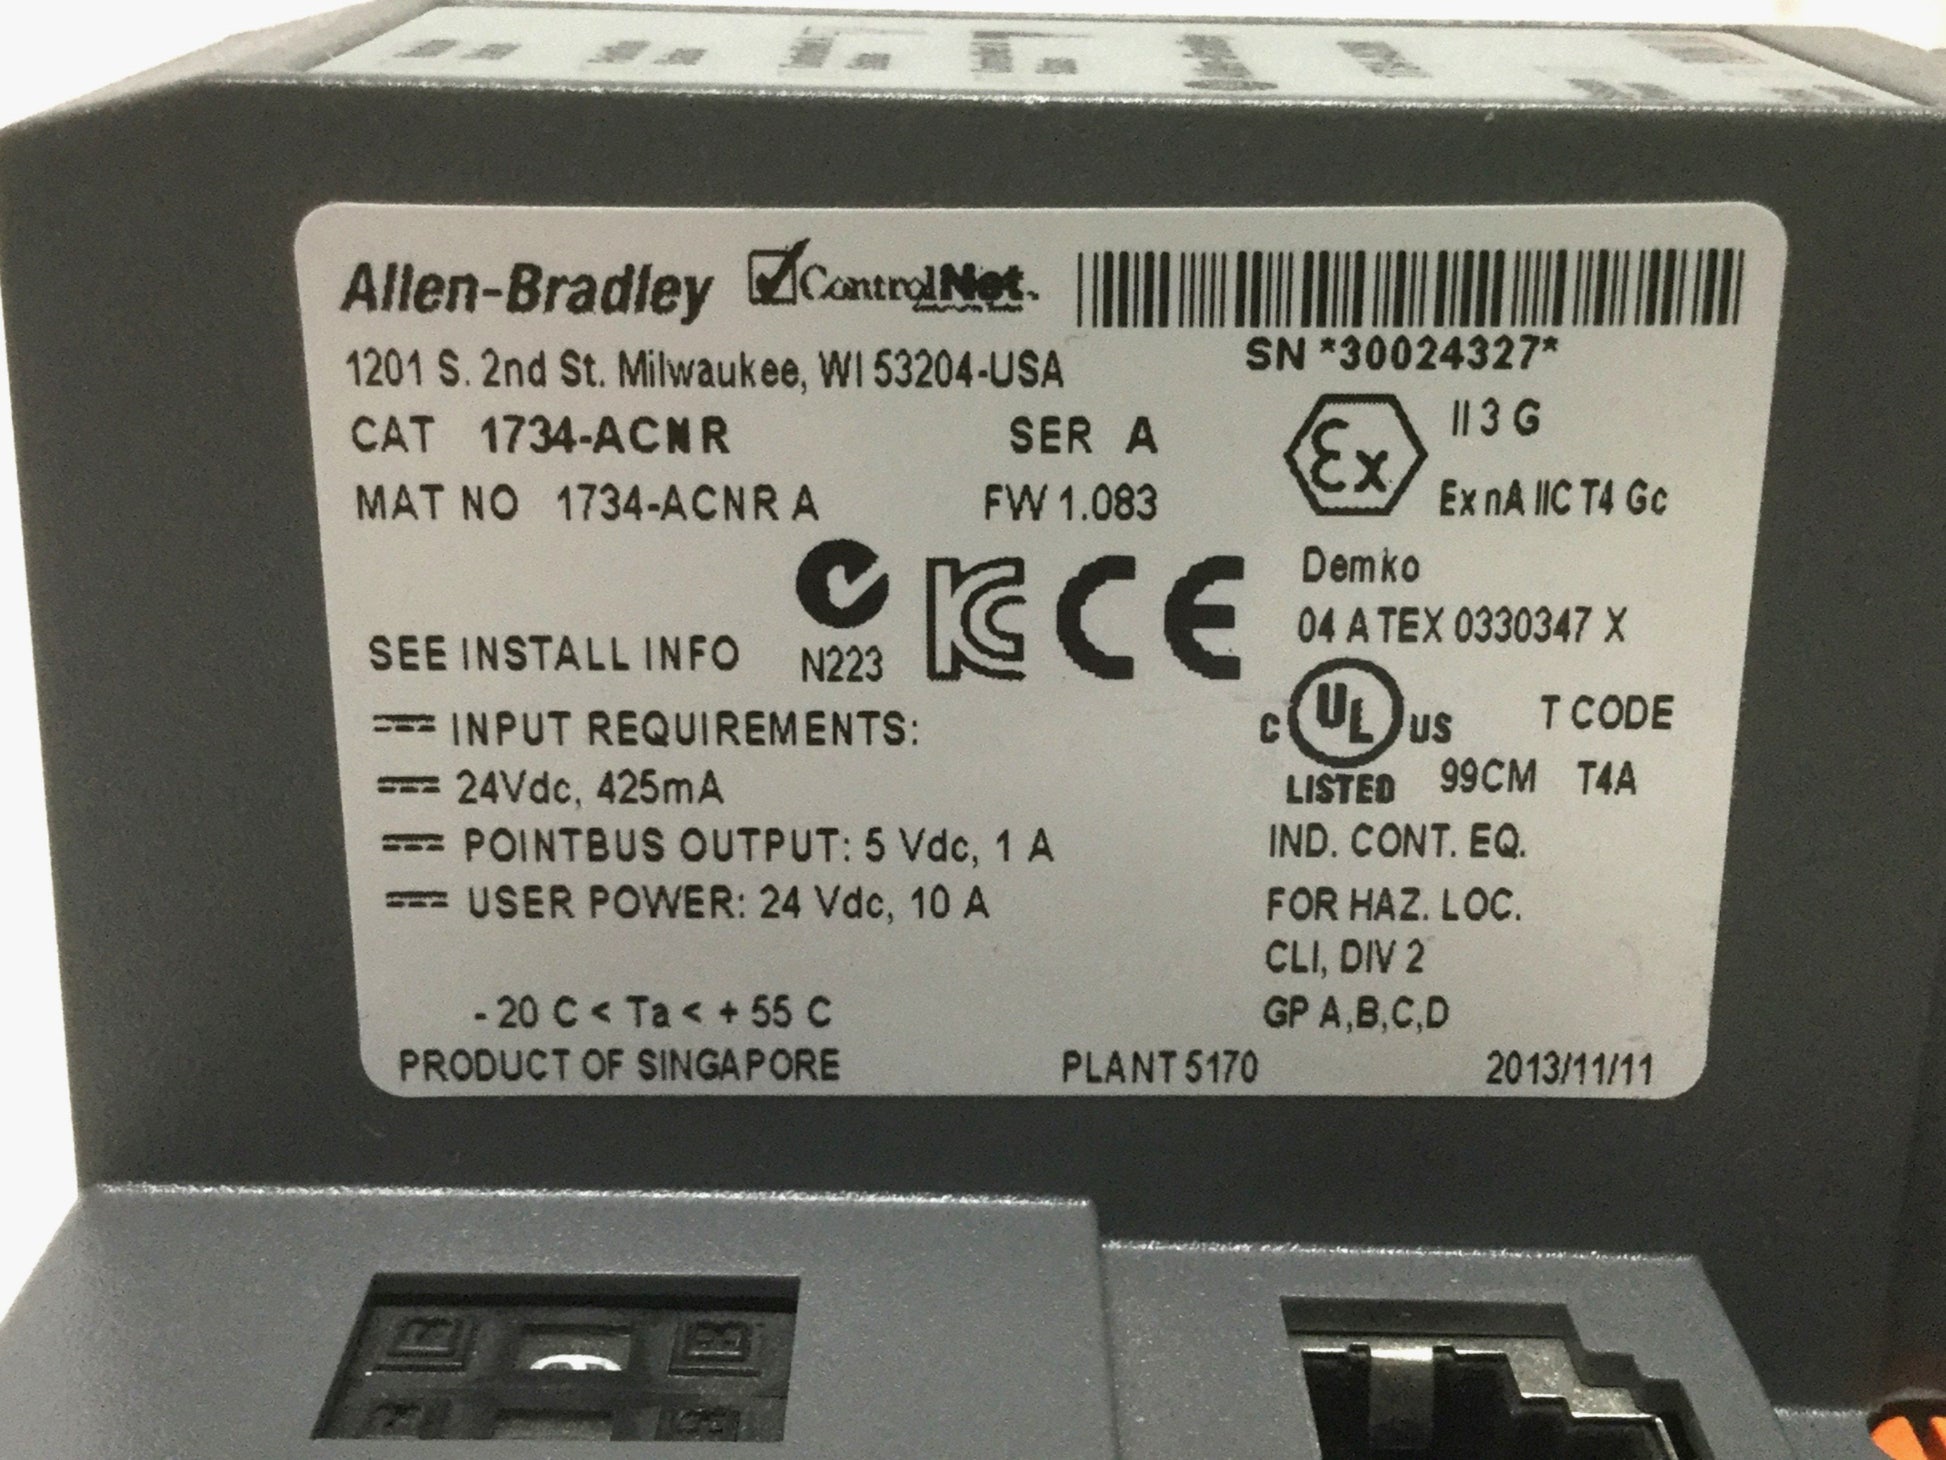 Allen-Bradley ControlNet
SN *30024327*
1201 S. 2nd St. Milwaukee, WI 53204-USA
CAT 1734-ACNR SER A
MAT NO 1734-ACNR A FW 1.083
Ex II 3 G
Ex nA IIC T4 Gc
Demko
04 ATEX 0330347 X
SEE INSTALL INFO N223 KC CE
INPUT REQUIREMENTS:
24Vdc, 425mA
POINTBUS OUTPUT: 5 Vdc, 1 A
USER POWER: 24 Vdc, 10 A
C UL US T CODE
LISTED 99CM T4A
IND. CONT. EQ.
FOR HAZ. LOC.
CLI, DIV 2
GP A,B,C,D
- 20 C < Ta < + 55 C
PRODUCT OF SINGAPORE PLANT 5170 2013/11/11